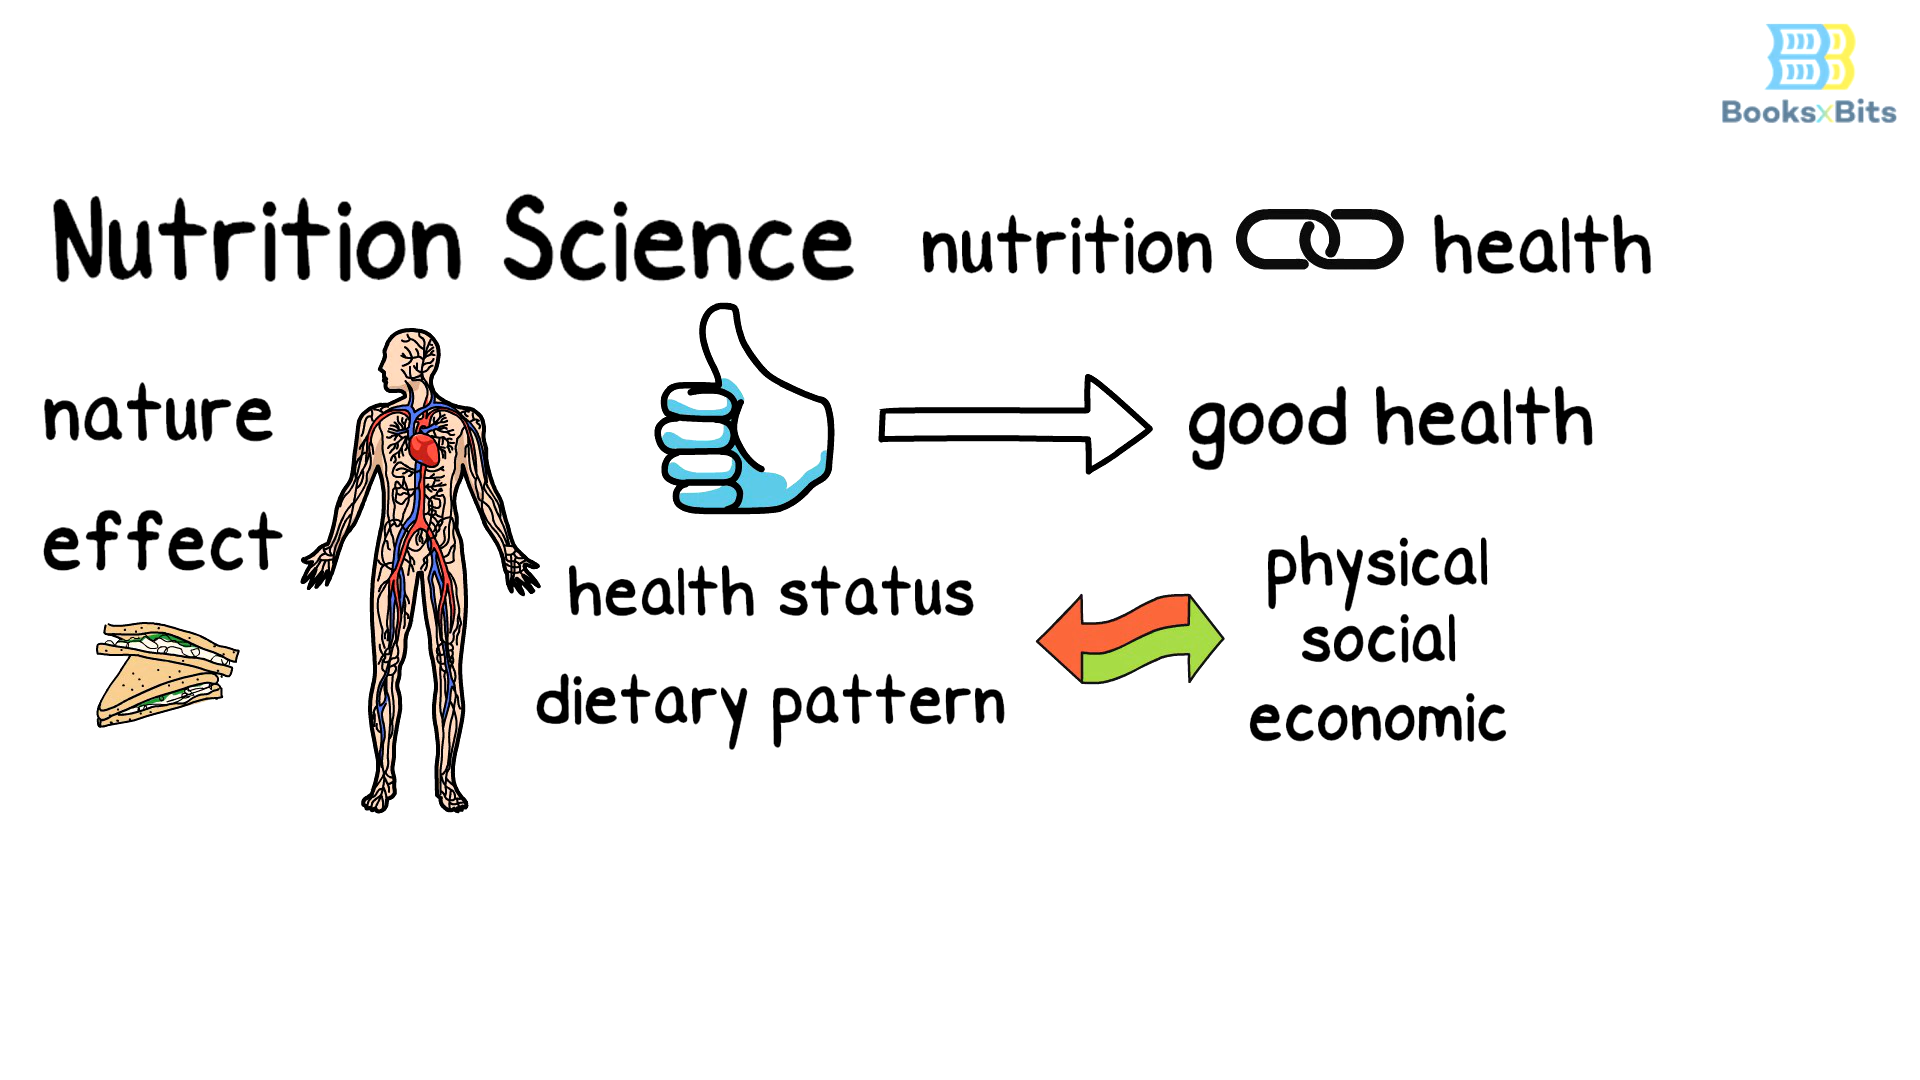 BooksxBits
Nutrition Science
nutrition health
nature
effect
good health
health status
dietary pattern
physical
social
economic